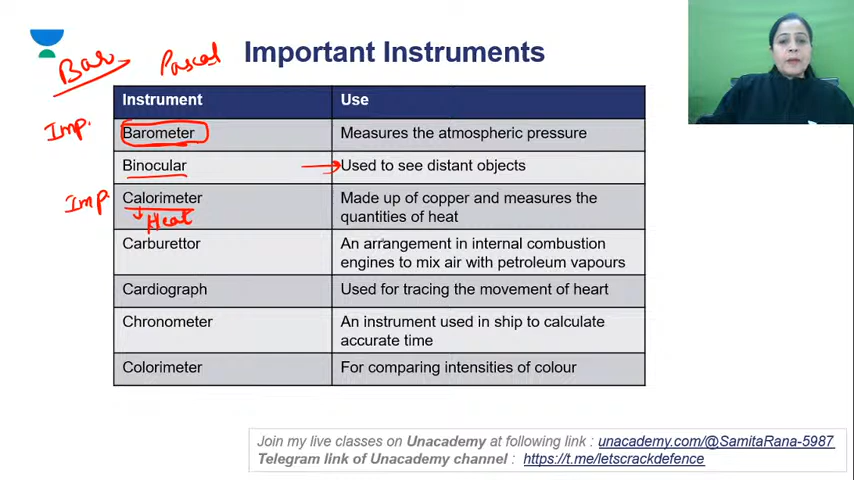 Bar
Pascal
Important Instruments
Instrument Use
Imp. Barometer Measures the atmospheric pressure
Binocular Used to see distant objects
Imp. Calorimeter Made up of copper and measures the
quantities of heat
Heat
Carburettor An arrangement in internal combustion
engines to mix air with petroleum vapours
Cardiograph Used for tracing the movement of heart
Chronometer An instrument used in ship to calculate
accurate time
Colorimeter For comparing intensities of colour
Join my live classes on Unacademy at following link : unacademy.com/@SamitaRana-5987
Telegram link of Unacademy channel : https://t.me/letscrackdefence